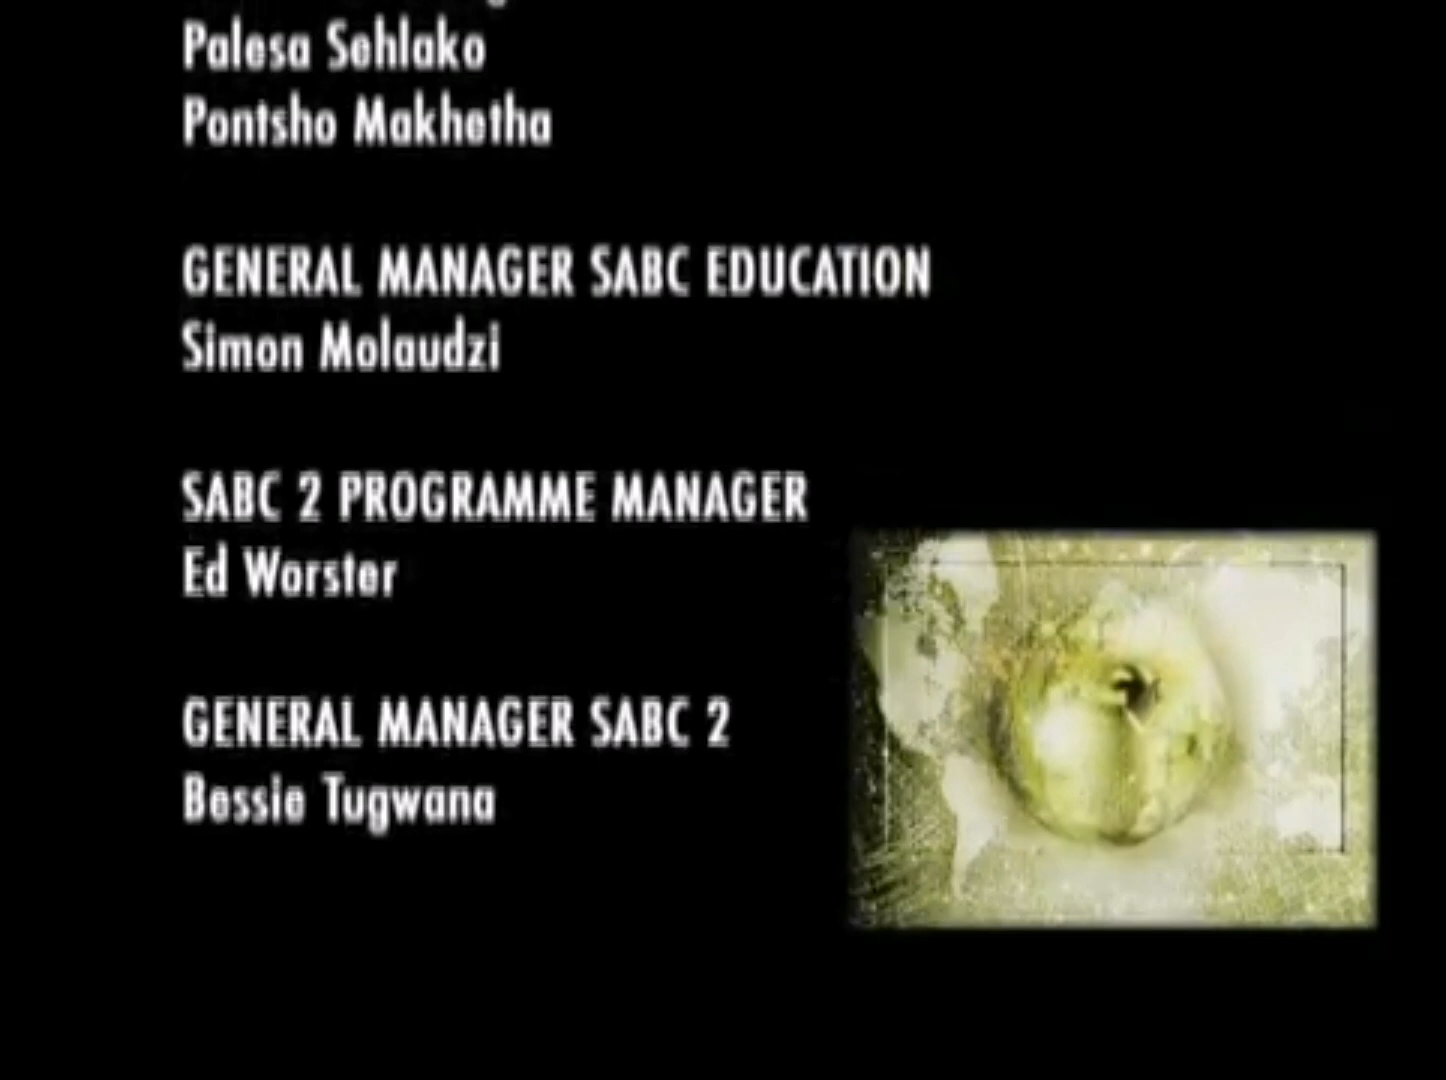 Palesa Sehlako
Pontsho Makhetha
GENERAL MANAGER SABC EDUCATION
Simon Molaudzi
SABC 2 PROGRAMME MANAGER
Ed Worster
GENERAL MANAGER SABC 2
Bessie Tugwana